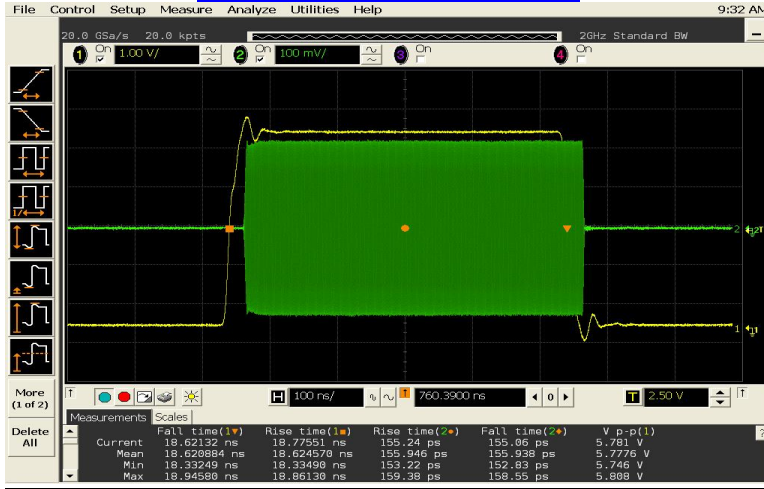 File Control Setup Measure Analyze Utilities Help 9:32 AM
20.0 GSa/s 20.0 kpts 2GHz Standard BW
1 On 1.00 V/ 2 On 100 mV/ 3 On 4 On
2
1
1/
More
(1 of 2)
Delete
All
H 100 ns/ 760.3900 ns 0 T 2.50 V
Measurements Scales
Fall time(1▼) Rise time(1■) Rise time(2●) Fall time(2◆) V p-p(1)
Current 18.62132 ns 18.77551 ns 155.24 ps 155.06 ps 5.781 V
Mean 18.620884 ns 18.624570 ns 155.946 ps 155.938 ps 5.7776 V
Min 18.33249 ns 18.33490 ns 153.22 ps 152.83 ps 5.746 V
Max 18.94580 ns 18.86130 ns 159.38 ps 158.55 ps 5.808 V
?